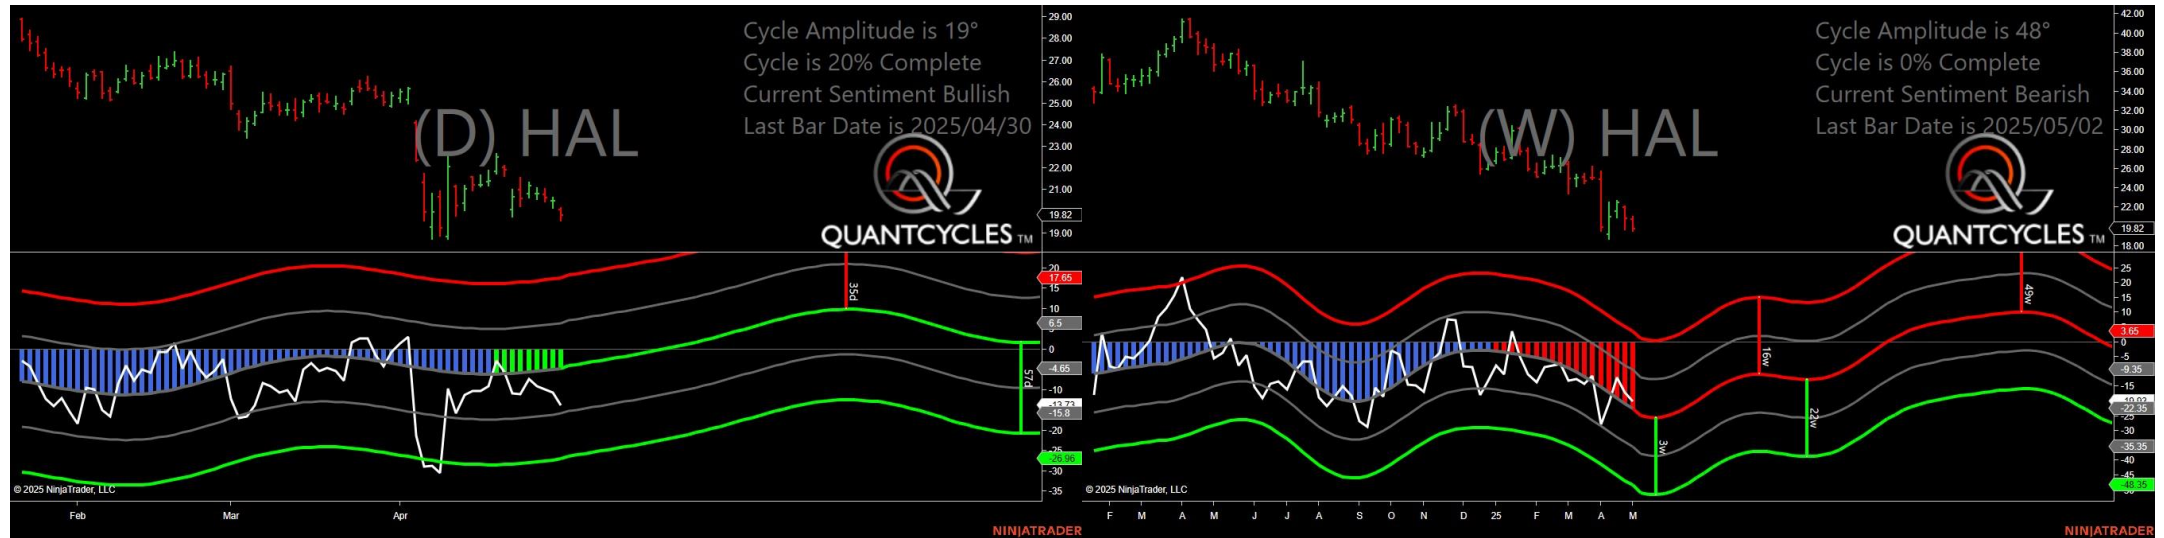 Cycle Amplitude is 19°
Cycle is 20% Complete
Current Sentiment Bullish
Last Bar Date is 2025/04/30
(D) HAL
QUANTCYCLES TM
29.00
28.00
27.00
26.00
25.00
24.00
23.00
22.00
21.00
19.82
19.00
20
17.65
15
10
6.5
0
-4.65
-10
-13.73
-15.8
-20
-26.96
-30
-35
35d
57d
© 2025 NinjaTrader, LLC
Feb Mar Apr
NINJATRADER
Cycle Amplitude is 48°
Cycle is 0% Complete
Current Sentiment Bearish
Last Bar Date is 2025/05/02
(W) HAL
QUANTCYCLES TM
42.00
40.00
38.00
36.00
34.00
32.00
30.00
28.00
26.00
24.00
22.00
19.82
18.00
25
20
15
10
3.65
0
-5
-9.35
-15
-22.35
-30
-35.35
-40
-45
-48.35
3w
16w
22w
49w
© 2025 NinjaTrader, LLC
F M A M J J A S O N D 25 F M A M
NINJATRADER